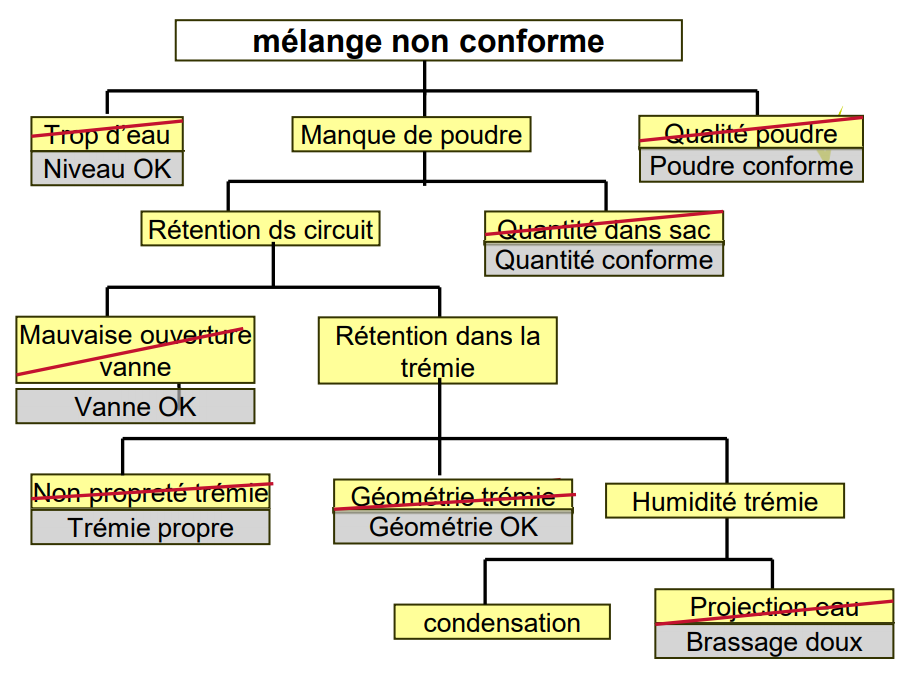 mélange non conforme
Trop d'eau
Niveau OK
Manque de poudre
Qualité poudre
Poudre conforme
Rétention ds circuit
Quantité dans sac
Quantité conforme
Mauvaise ouverture
vanne
Vanne OK
Rétention dans la
trémie
Non propreté trémie
Trémie propre
Géométrie trémie
Géométrie OK
Humidité trémie
condensation
Projection eau
Brassage doux